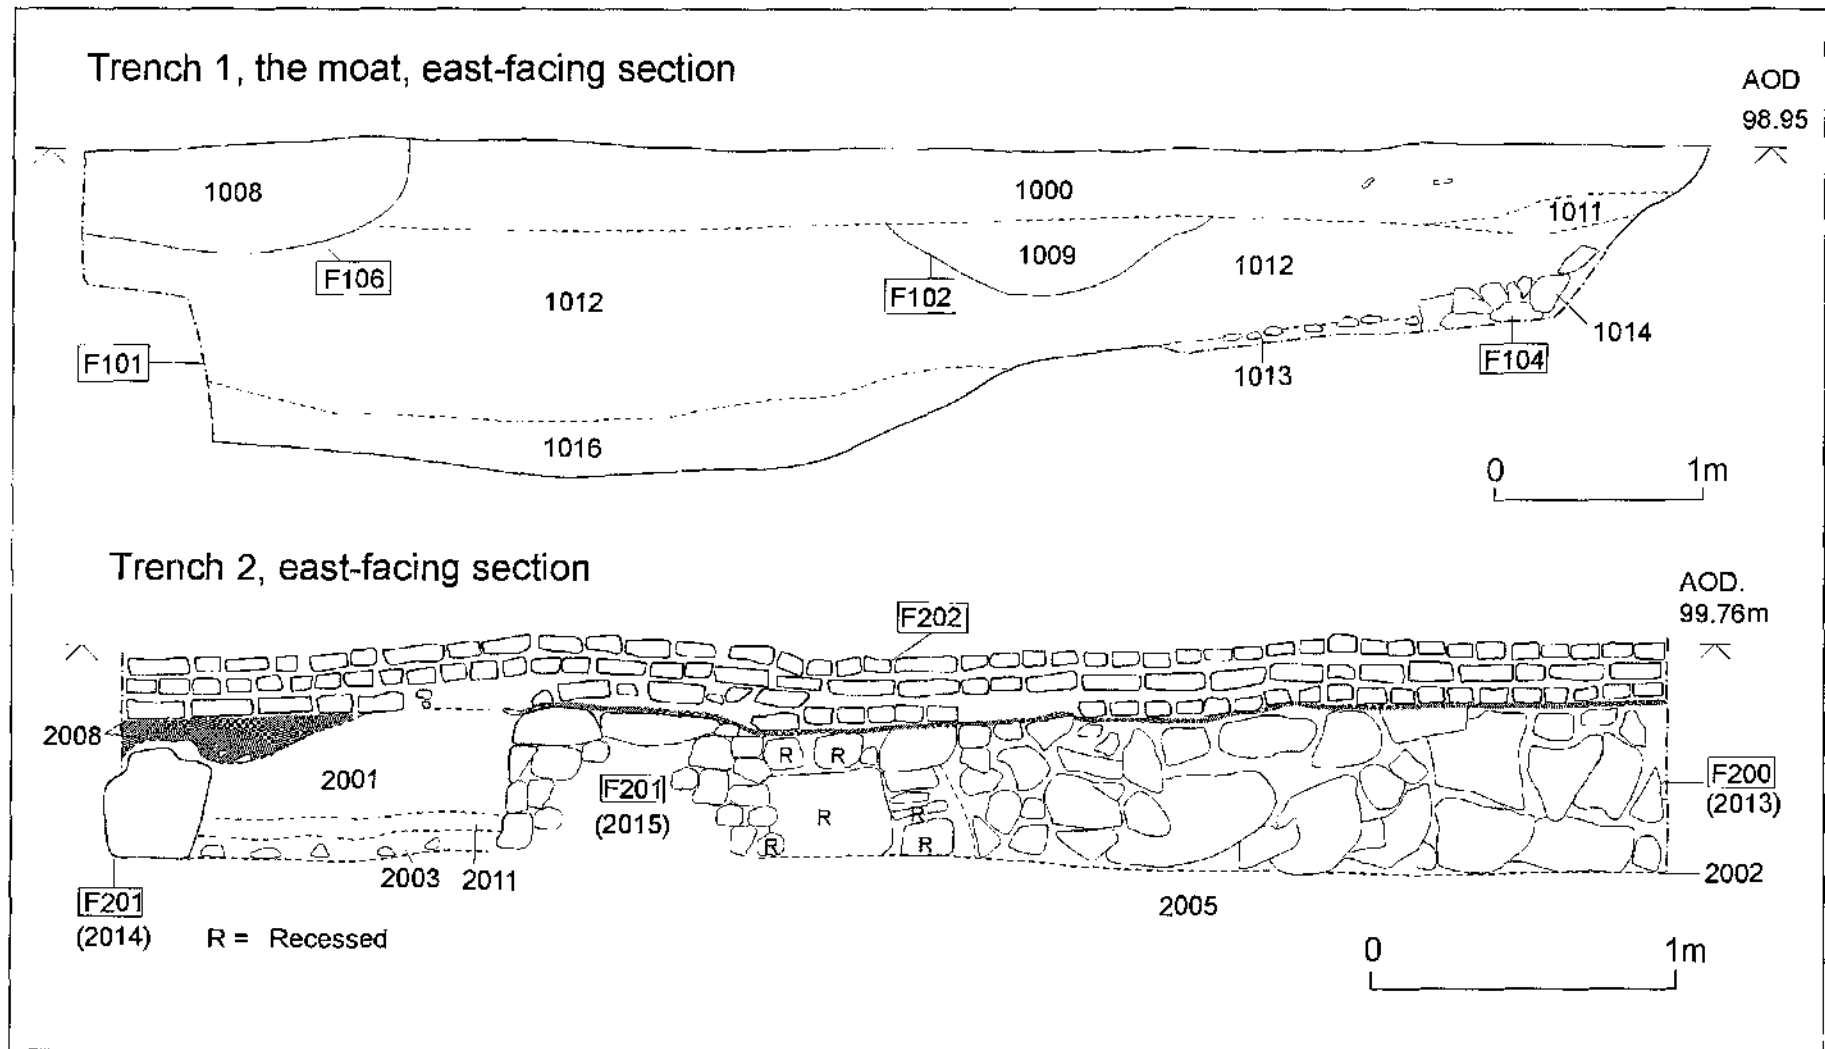 Trench 1, the moat, east-facing section
AOD
98.95
1008
1000
1011
F106
1012
F102
1009
1012
1014
F101
1013
F104
1016
0 1m
Trench 2, east-facing section
AOD.
99.76m
F202
2008
2001
F201
(2015)
R
R
R
R
R
R
F200
(2013)
2003
2011
2002
2005
F201
(2014)
R = Recessed
0 1m